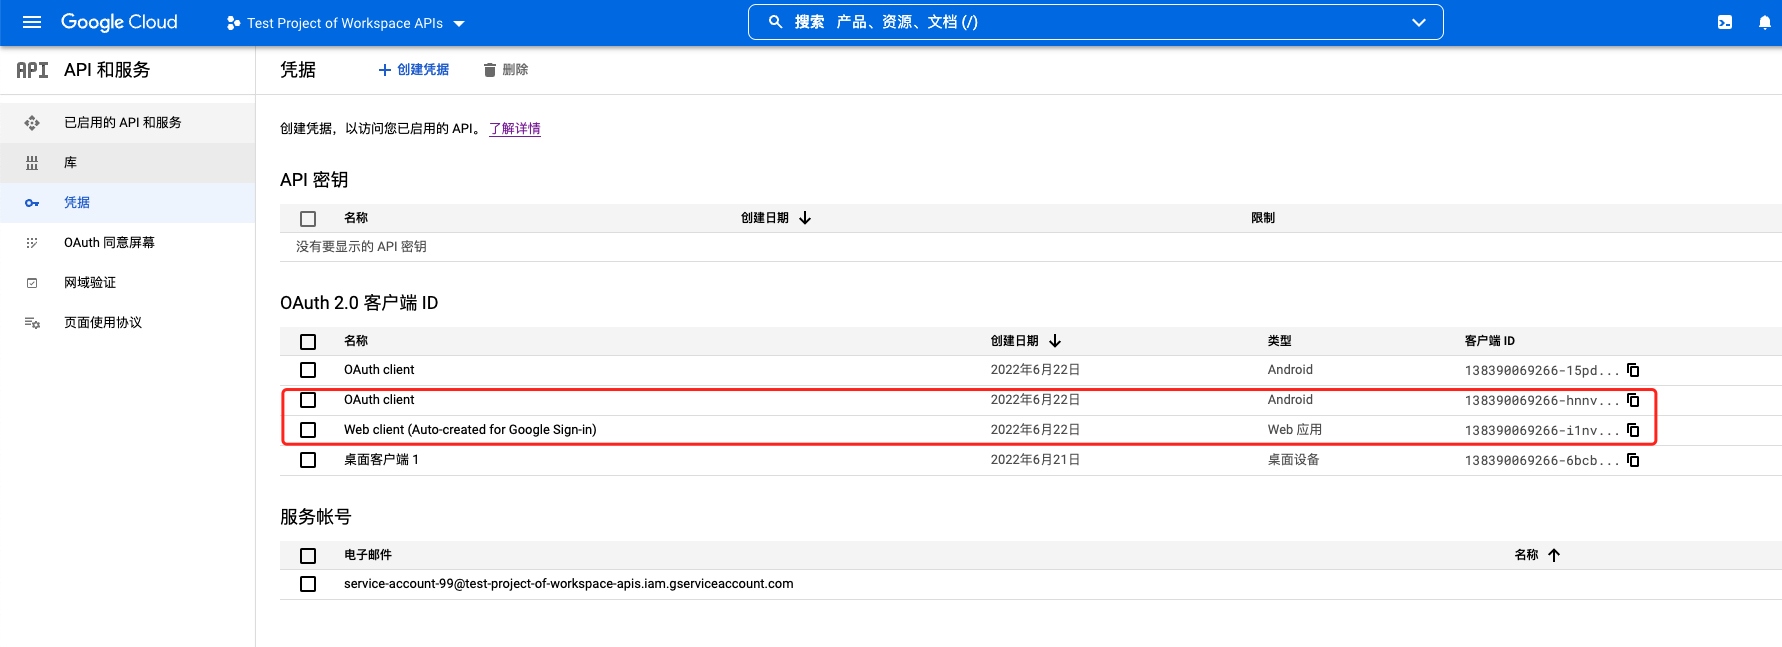 Google Cloud
Test Project of Workspace APIs
搜索 产品、资源、文档 (/)
API API 和服务
凭据
创建凭据
删除
已启用的 API 和服务
库
凭据
OAuth 同意屏幕
网域验证
页面使用协议
创建凭据，以访问您已启用的 API。 了解详情
API 密钥
名称 创建日期 限制
没有要显示的 API 密钥
OAuth 2.0 客户端 ID
名称 创建日期 类型 客户端 ID
OAuth client 2022年6月22日 Android 138390069266-15pd...
OAuth client 2022年6月22日 Android 138390069266-hnnv...
Web client (Auto-created for Google Sign-in) 2022年6月22日 Web 应用 138390069266-i1nv...
桌面客户端 1 2022年6月21日 桌面设备 138390069266-6bcb...
服务帐号
电子邮件 名称
service-account-99@test-project-of-workspace-apis.iam.gserviceaccount.com